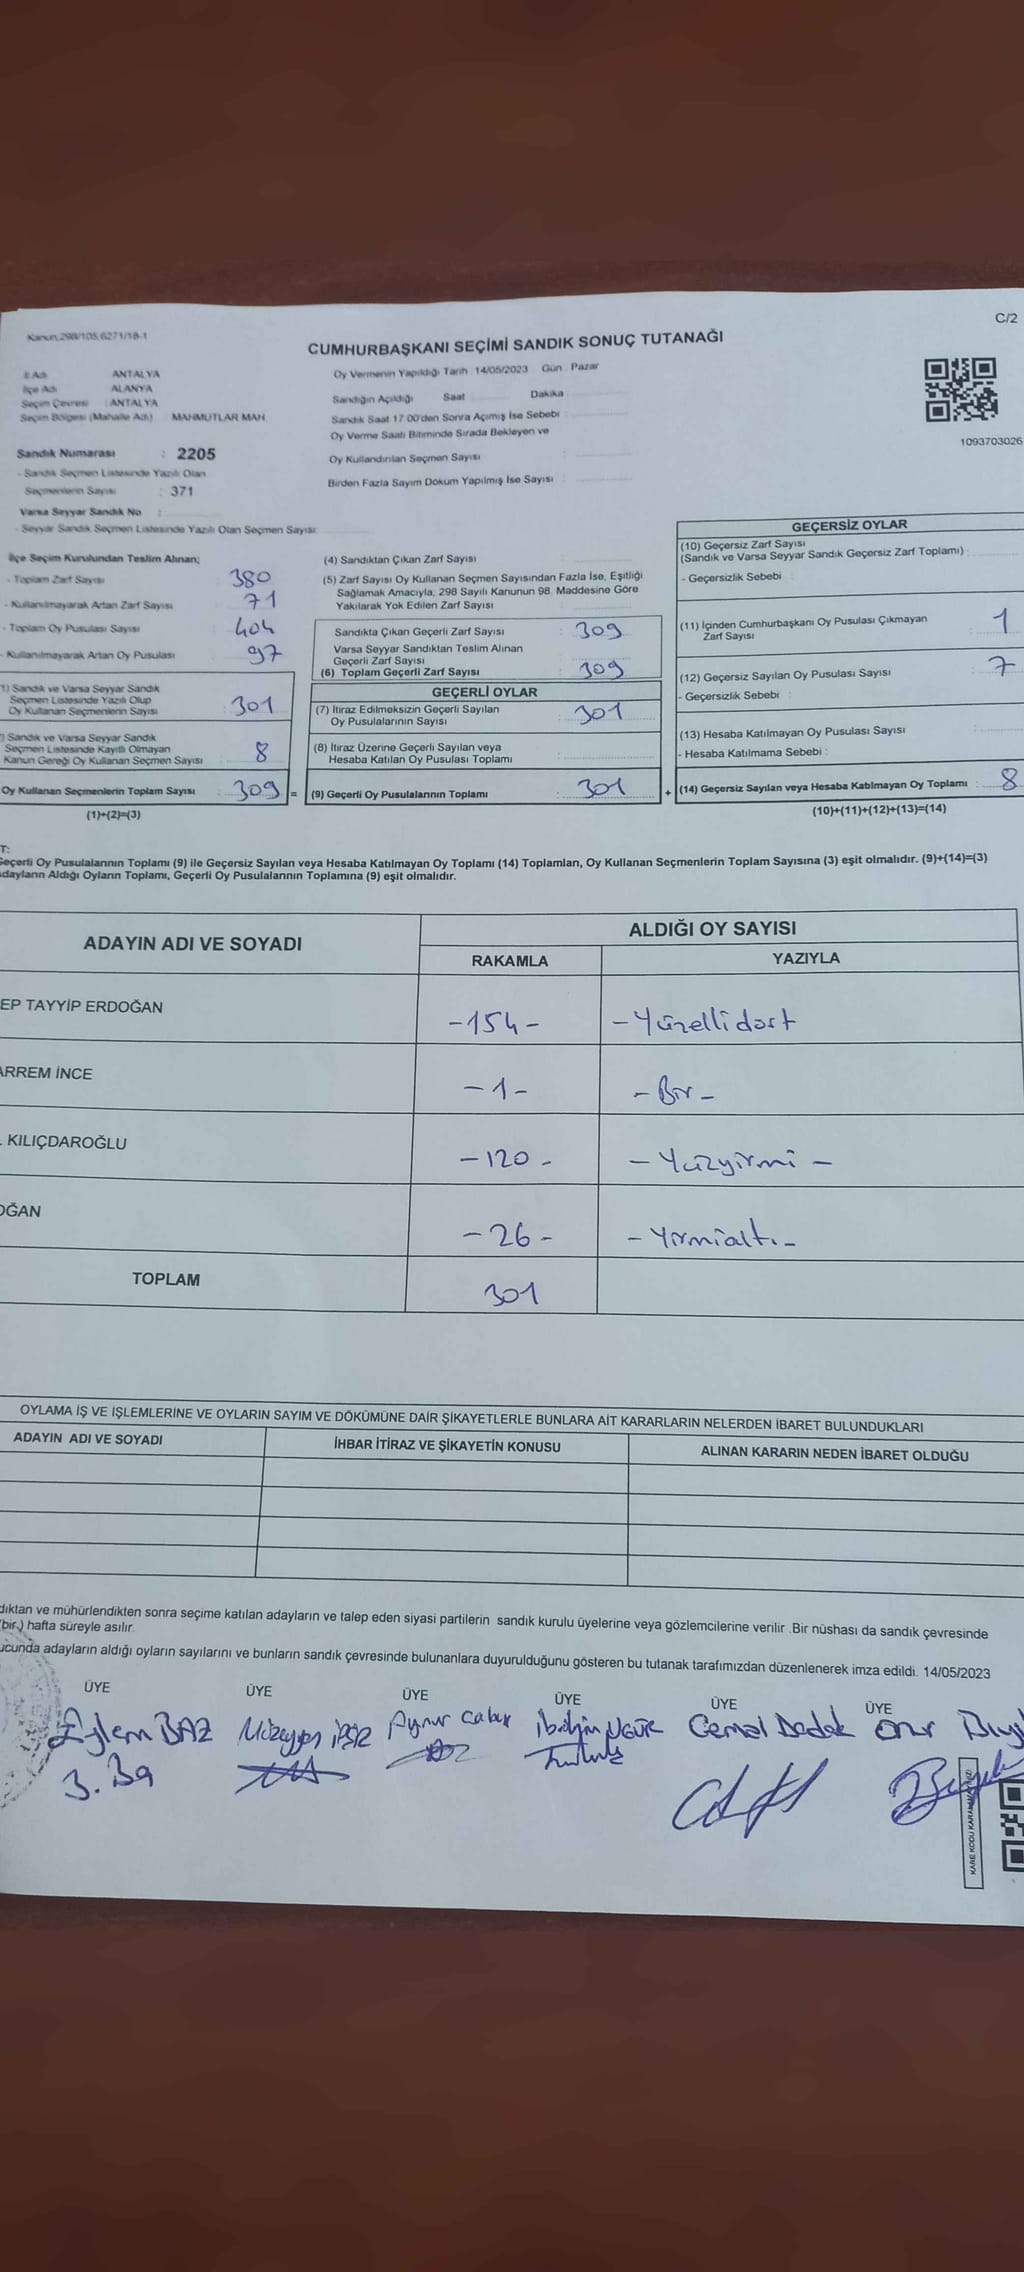 Kanun,298/105,6271/18-1
C/2
CUMHURBAŞKANI SEÇİMİ SANDIK SONUÇ TUTANAĞI
İl Adı ANTALYA
İlçe Adı ALANYA
Seçim Çevresi : ANTALYA
Seçim Bölgesi (Mahalle Adı) MAHMUTLAR MAH.
Sandık Numarası : 2205
- Sandık Seçmen Listesinde Yazılı Olan
Seçmenlerin Sayısı : 371
Varsa Seyyar Sandık No :
- Seyyar Sandık Seçmen Listesinde Yazılı Olan Seçmen Sayısı:
Oy Vermenin Yapıldığı Tarih : 14/05/2023 Gün : Pazar
Sandığın Açıldığı Saat Dakika
Sandık Saat 17:00'den Sonra Açımış İse Sebebi :
Oy Verme Saati Bitiminde Sırada Bekleyen ve
Oy Kullandırılan Seçmen Sayısı :
Birden Fazla Sayım Döküm Yapılmış İse Sayısı :
1093703026
İlçe Seçim Kurulundan Teslim Alınan;
- Toplam Zarf Sayısı 380
- Kullanılmayarak Artan Zarf Sayısı 71
- Toplam Oy Pusulası Sayısı 404
- Kullanılmayarak Artan Oy Pusulası 97
1) Sandık ve Varsa Seyyar Sandık
Seçmen Listesinde Yazılı Olup
Oy Kullanan Seçmenlerin Sayısı : 301
) Sandık ve Varsa Seyyar Sandık
Seçmen Listesinde Kayıtlı Olmayan
Kanun Gereği Oy Kullanan Seçmen Sayısı 8
Oy Kullanan Seçmenlerin Toplam Sayısı : 309 =
(1)+(2)=(3)
(4) Sandıktan Çıkan Zarf Sayısı
(5) Zarf Sayısı Oy Kullanan Seçmen Sayısından Fazla İse, Eşitliği
Sağlamak Amacıyla, 298 Sayılı Kanunun 98. Maddesine Göre
Yakılarak Yok Edilen Zarf Sayısı
Sandıkta Çıkan Geçerli Zarf Sayısı : 309
Varsa Seyyar Sandıktan Teslim Alınan
Geçerli Zarf Sayısı
(6) Toplam Geçerli Zarf Sayısı : 309
GEÇERLİ OYLAR
(7) İtiraz Edilmeksizin Geçerli Sayılan
Oy Pusulalarının Sayısı : 301
(8) İtiraz Üzerine Geçerli Sayılan veya
Hesaba Katılan Oy Pusulası Toplamı :
(9) Geçerli Oy Pusulalarının Toplamı : 301 +
GEÇERSİZ OYLAR
(10) Geçersiz Zarf Sayısı
(Sandık ve Varsa Seyyar Sandık Geçersiz Zarf Toplamı) :
- Geçersizlik Sebebi :
(11) İçinden Cumhurbaşkanı Oy Pusulası Çıkmayan
Zarf Sayısı 1
(12) Geçersiz Sayılan Oy Pusulası Sayısı : 7
- Geçersizlik Sebebi :
(13) Hesaba Katılmayan Oy Pusulası Sayısı
- Hesaba Katılmama Sebebi :
(14) Geçersiz Sayılan veya Hesaba Katılmayan Oy Toplamı : 8
(10)+(11)+(12)+(13)=(14)
T:
Geçerli Oy Pusulalarının Toplamı (9) ile Geçersiz Sayılan veya Hesaba Katılmayan Oy Toplamı (14) Toplamları, Oy Kullanan Seçmenlerin Toplam Sayısına (3) eşit olmalıdır. (9)+(14)=(3)
dayların Aldığı Oyların Toplamı, Geçerli Oy Pusulalarının Toplamına (9) eşit olmalıdır.
ADAYIN ADI VE SOYADI ALDIĞI OY SAYISI
RAKAMLA YAZIYLA
EP TAYYİP ERDOĞAN -154- -Yüzellidört
ARREM İNCE -1- -Bir-
KILIÇDAROĞLU -120- -Yüzyirmi-
OĞAN -26- -Yirmialtı-
TOPLAM 301
OYLAMA İŞ VE İŞLEMLERİNE VE OYLARIN SAYIM VE DÖKÜMÜNE DAİR ŞİKAYETLERLE BUNLARA AİT KARARLARIN NELERDEN İBARET BULUNDUKLARI
ADAYIN ADI VE SOYADI İHBAR İTİRAZ VE ŞİKAYETİN KONUSU ALINAN KARARIN NEDEN İBARET OLDUĞU
dıktan ve mühürlendikten sonra seçime katılan adayların ve talep eden siyasi partilerin sandık kurulu üyelerine veya gözlemcilerine verilir .Bir nüshası da sandık çevresinde
(bir.) hafta süreyle asılır.
ucunda adayların aldığı oyların sayılarını ve bunların sandık çevresinde bulunanlara duyurulduğunu gösteren bu tutanak tarafımızdan düzenlenerek imza edildi. 14/05/2023
ÜYE ÜYE ÜYE ÜYE ÜYE ÜYE
Eylem BAZ Aynur İbrahim UĞUR Cemal Dadak Onur
KARE KODU